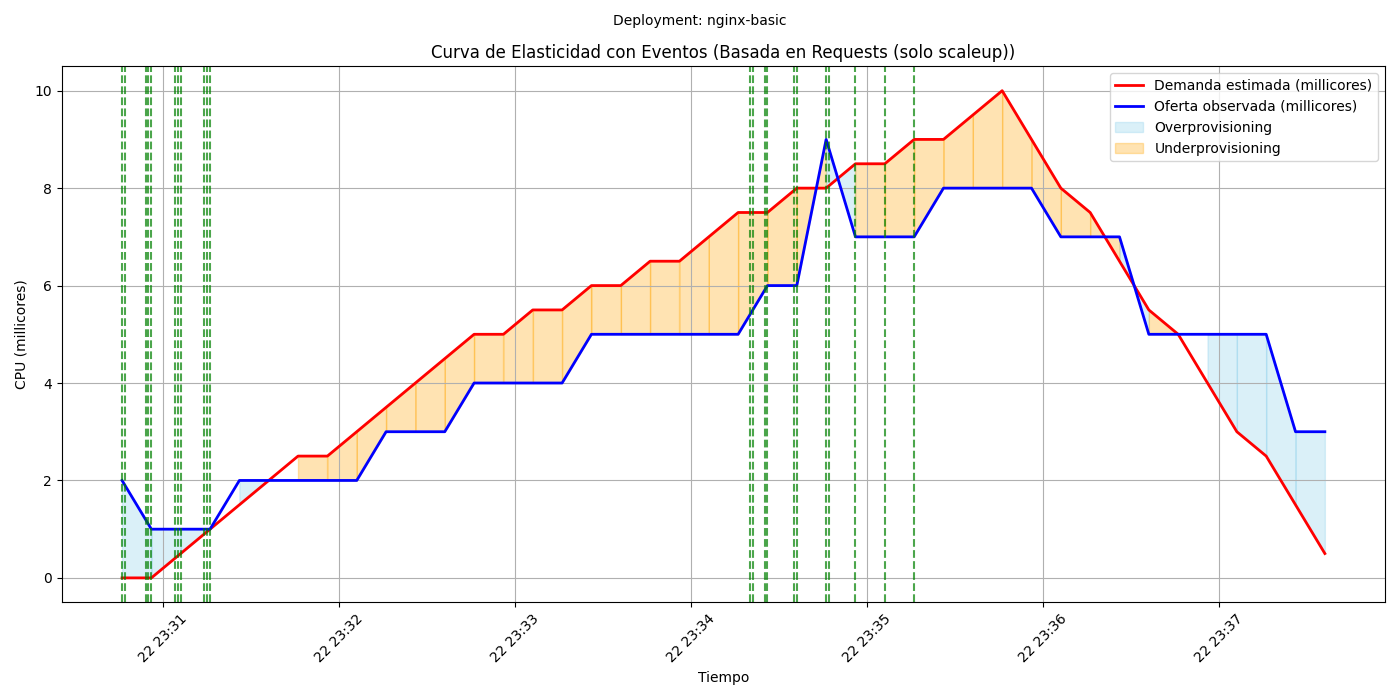 Deployment: nginx-basic
Curva de Elasticidad con Eventos (Basada en Requests (solo scaleup))
Demanda estimada (millicores)
Oferta observada (millicores)
Overprovisioning
Underprovisioning
CPU (millicores)
10
8
6
4
2
0
22 23:31
22 23:32
22 23:33
22 23:34
22 23:35
22 23:36
22 23:37
Tiempo